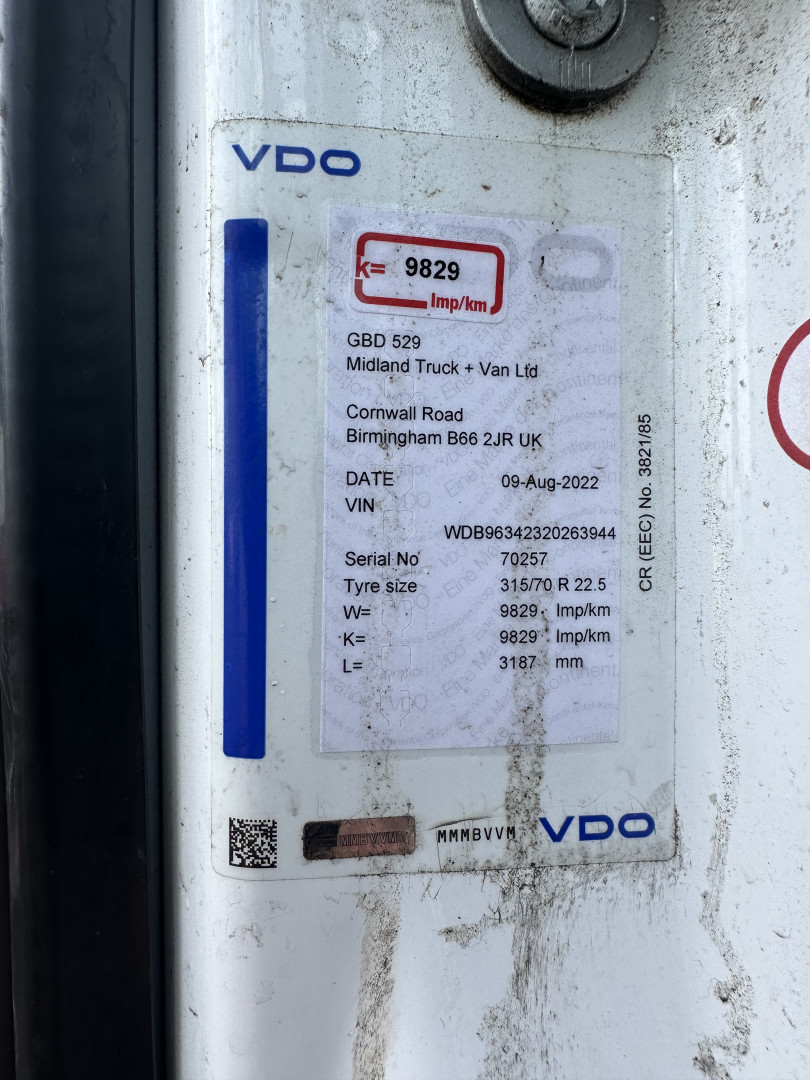 VDO
k= 9829
Imp/km
GBD 529
Midland Truck + Van Ltd
Cornwall Road
Birmingham B66 2JR UK
DATE 09-Aug-2022
VIN
WDB96342320263944
Serial No 70257
Tyre size 315/70 R 22.5
W= 9829 Imp/km
K= 9829 Imp/km
L= 3187 mm
CR (EEC) No. 3821/85
MMMBVVM
VDO